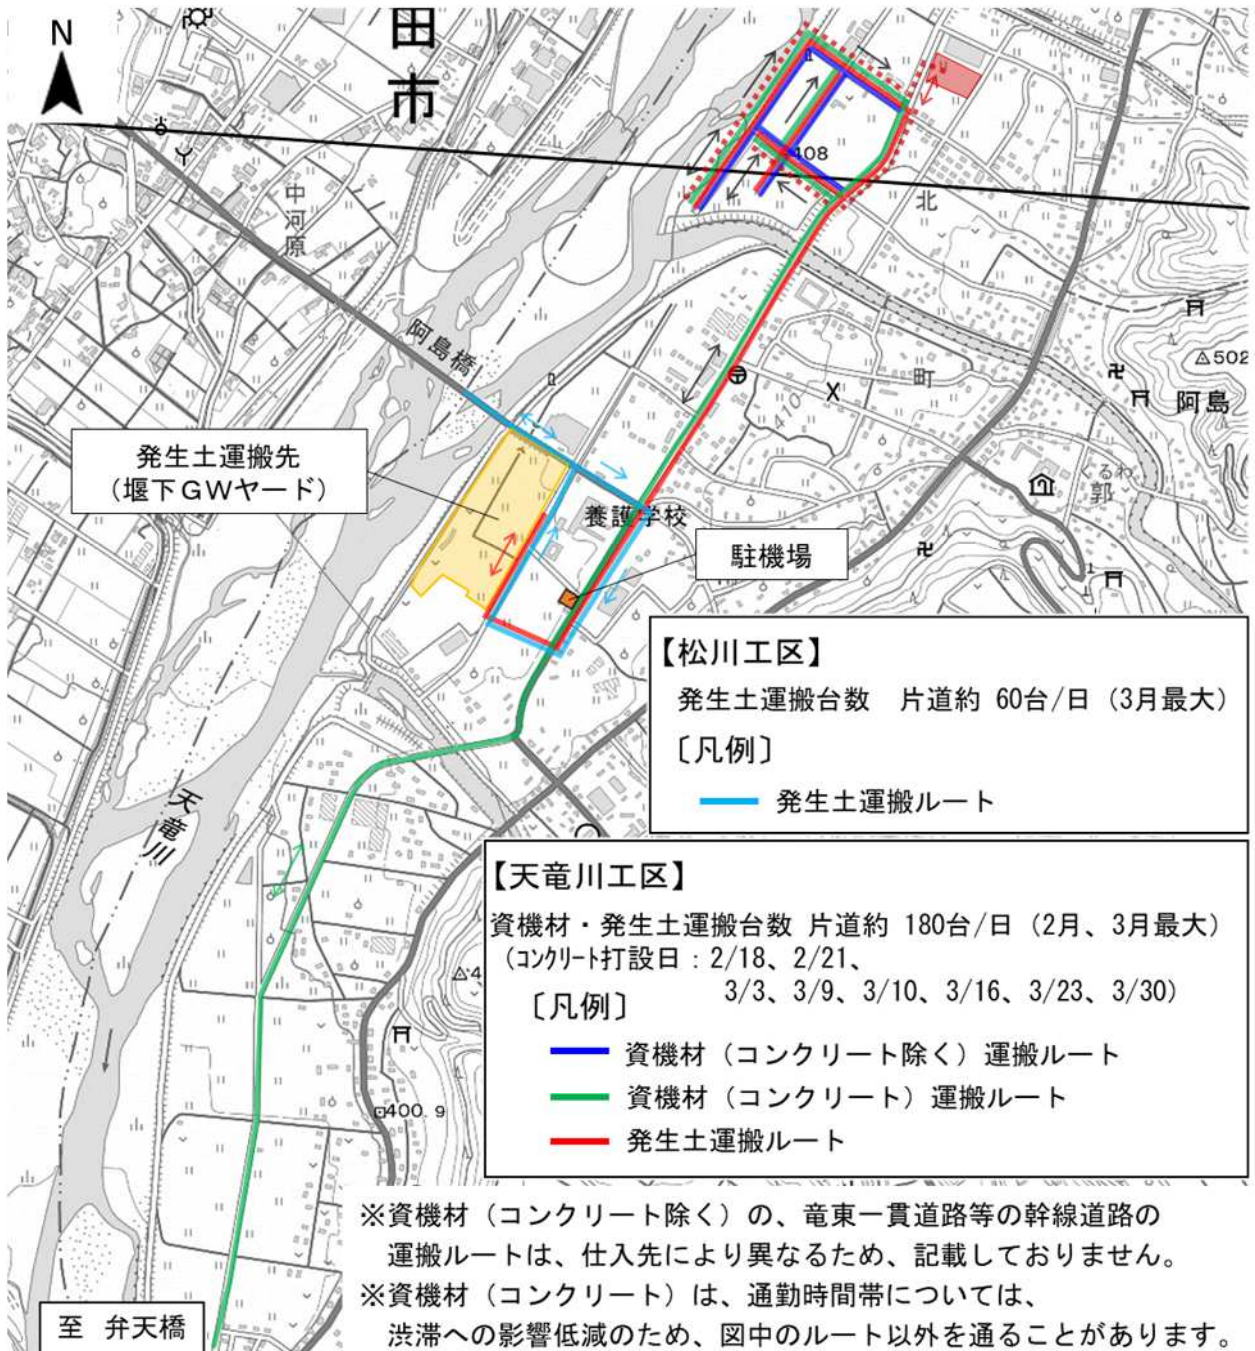 N
田
市
中
河
原
408
北
阿島橋
町
410
502
阿島
くるわ
郭
発生土運搬先
（堰下GWヤード）
養護学校
駐機場
天竜川
【松川工区】
発生土運搬台数　片道約 60台/日（3月最大）
〔凡例〕
発生土運搬ルート
【天竜川工区】
資機材・発生土運搬台数 片道約 180台/日（2月、3月最大）
（コンクリート打設日：2/18、2/21、
3/3、3/9、3/10、3/16、3/23、3/30）
〔凡例〕
資機材（コンクリート除く）運搬ルート
資機材（コンクリート）運搬ルート
発生土運搬ルート
400.9
※資機材（コンクリート除く）の、竜東一貫道路等の幹線道路の
運搬ルートは、仕入先により異なるため、記載しておりません。
※資機材（コンクリート）は、通勤時間帯については、
渋滞への影響低減のため、図中のルート以外を通ることがあります。
至　弁天橋